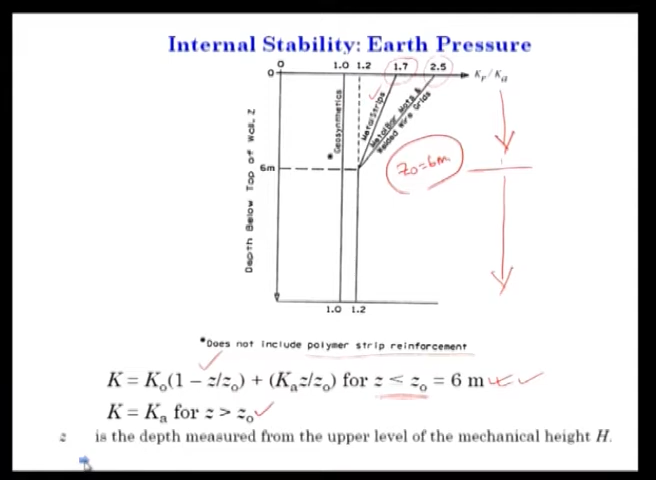 Internal Stability: Earth Pressure
0 1.0 1.2 1.7 2.5
0 Kr / Ka
*Geosynthetics
Metal Strips
Metal Bar Mats &
Welded Wire Grids
Depth Below Top of Wall, Z
6m
Z₀=6m
1.0 1.2
*Does not include polymer strip reinforcement
K = Kₒ(1 − z/zₒ) + (Kₐz/zₒ) for z ≤ zₒ = 6 m
K = Kₐ for z > zₒ
z is the depth measured from the upper level of the mechanical height H.